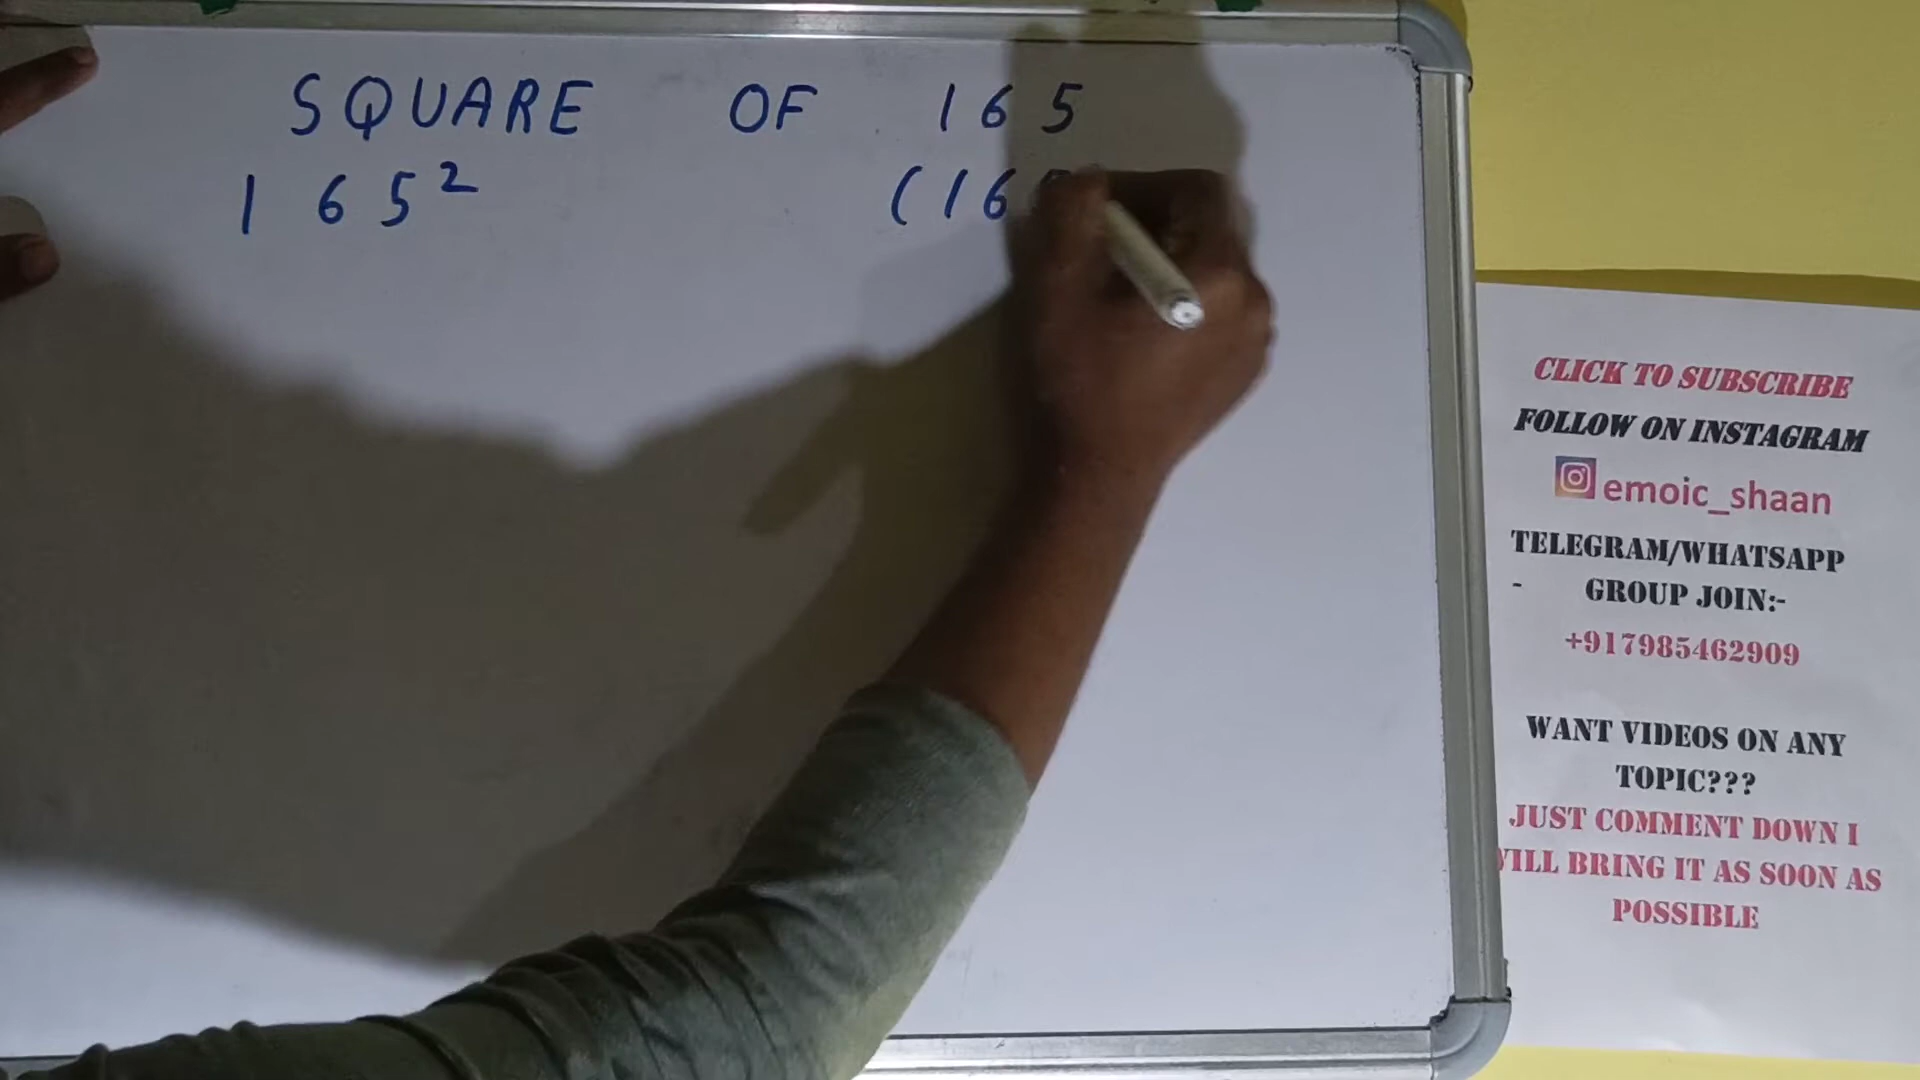 SQUARE OF 165
165² (16
CLICK TO SUBSCRIBE
FOLLOW ON INSTAGRAM
emoic_shaan
TELEGRAM/WHATSAPP
- GROUP JOIN:-
+917985462909
WANT VIDEOS ON ANY
TOPIC???
JUST COMMENT DOWN I
WILL BRING IT AS SOON AS
POSSIBLE